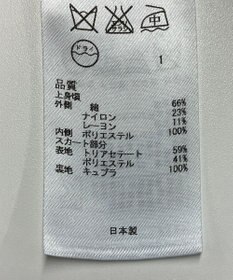 ドライ
1
品質
上身頃
外側 綿 66%
ナイロン 23%
レーヨン 11%
内側 ポリエステル 100%
スカート部分
表地 トリアセテート 59%
ポリエステル 41%
裏地 キュプラ 100%
日本製